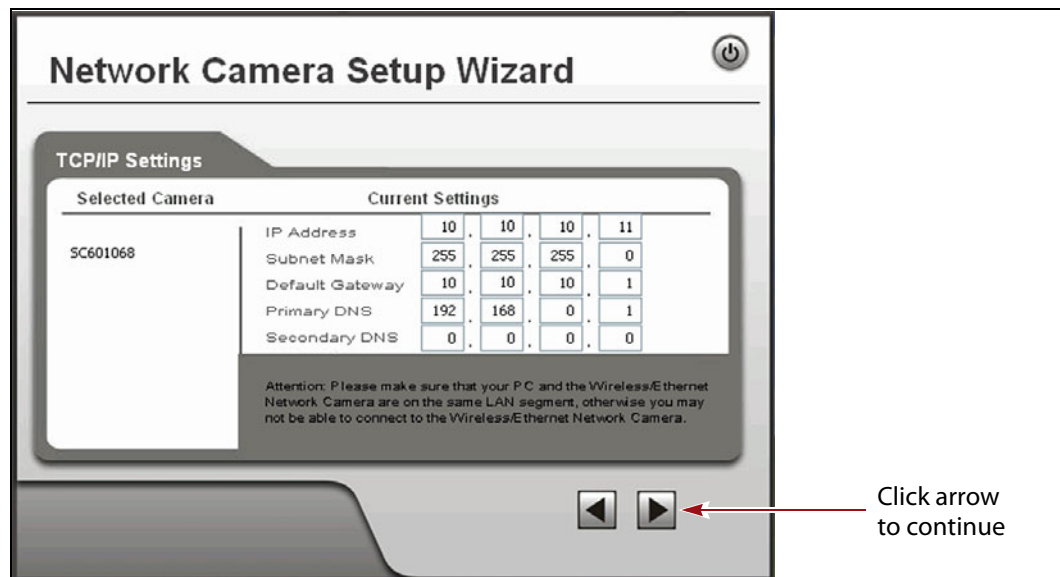 Network Camera Setup Wizard
TCP/IP Settings
Selected Camera Current Settings
SC601068
IP Address 10 . 10 . 10 . 11
Subnet Mask 255 . 255 . 255 . 0
Default Gateway 10 . 10 . 10 . 1
Primary DNS 192 . 168 . 0 . 1
Secondary DNS 0 . 0 . 0 . 0
Attention: Please make sure that your PC and the Wireless/Ethernet
Network Camera are on the same LAN segment, otherwise you may
not be able to connect to the Wireless/Ethernet Network Camera.
Click arrow
to continue